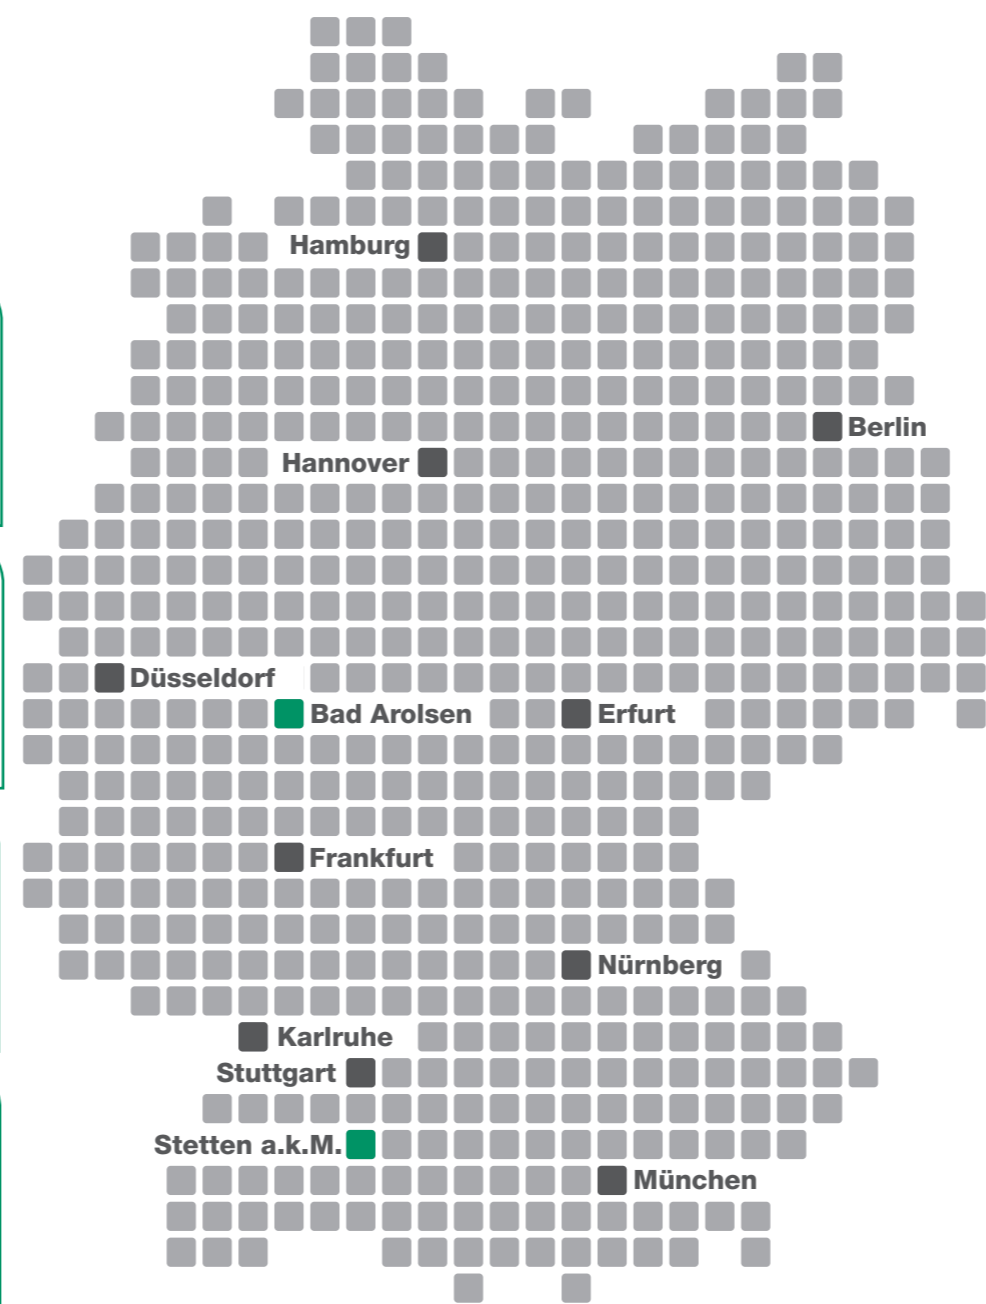 Hamburg
Berlin
Hannover
Düsseldorf
Bad Arolsen
Erfurt
Frankfurt
Nürnberg
Karlruhe
Stuttgart
Stetten a.k.M.
München